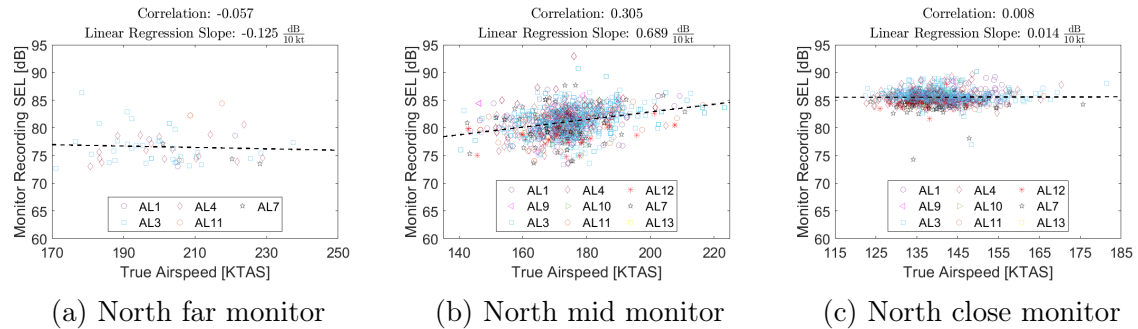 Correlation: -0.057
Linear Regression Slope: -0.125 dB/10 kt
Monitor Recording SEL [dB]
95
90
85
80
75
70
65
60
AL1 AL4 AL7
AL3 AL11
170 190 210 230 250
True Airspeed [KTAS]
(a) North far monitor
Correlation: 0.305
Linear Regression Slope: 0.689 dB/10 kt
Monitor Recording SEL [dB]
95
90
85
80
75
70
65
60
AL1 AL4 AL12
AL9 AL10 AL7
AL3 AL11 AL13
140 160 180 200 220
True Airspeed [KTAS]
(b) North mid monitor
Correlation: 0.008
Linear Regression Slope: 0.014 dB/10 kt
Monitor Recording SEL [dB]
95
90
85
80
75
70
65
60
AL1 AL4 AL12
AL9 AL10 AL7
AL3 AL11 AL13
115 125 135 145 155 165 175 185
True Airspeed [KTAS]
(c) North close monitor